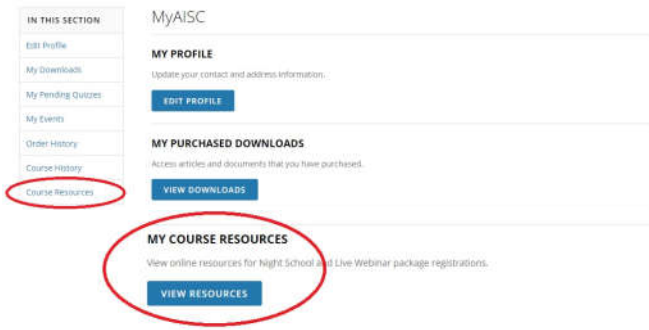 IN THIS SECTION
Edit Profile
My Downloads
My Pending Quizzes
My Events
Order History
Course History
Course Resources
MyAISC
MY PROFILE
Update your contact and address information.
EDIT PROFILE
MY PURCHASED DOWNLOADS
Access articles and documents that you have purchased.
VIEW DOWNLOADS
MY COURSE RESOURCES
View online resources for Night School and Live Webinar package registrations.
VIEW RESOURCES